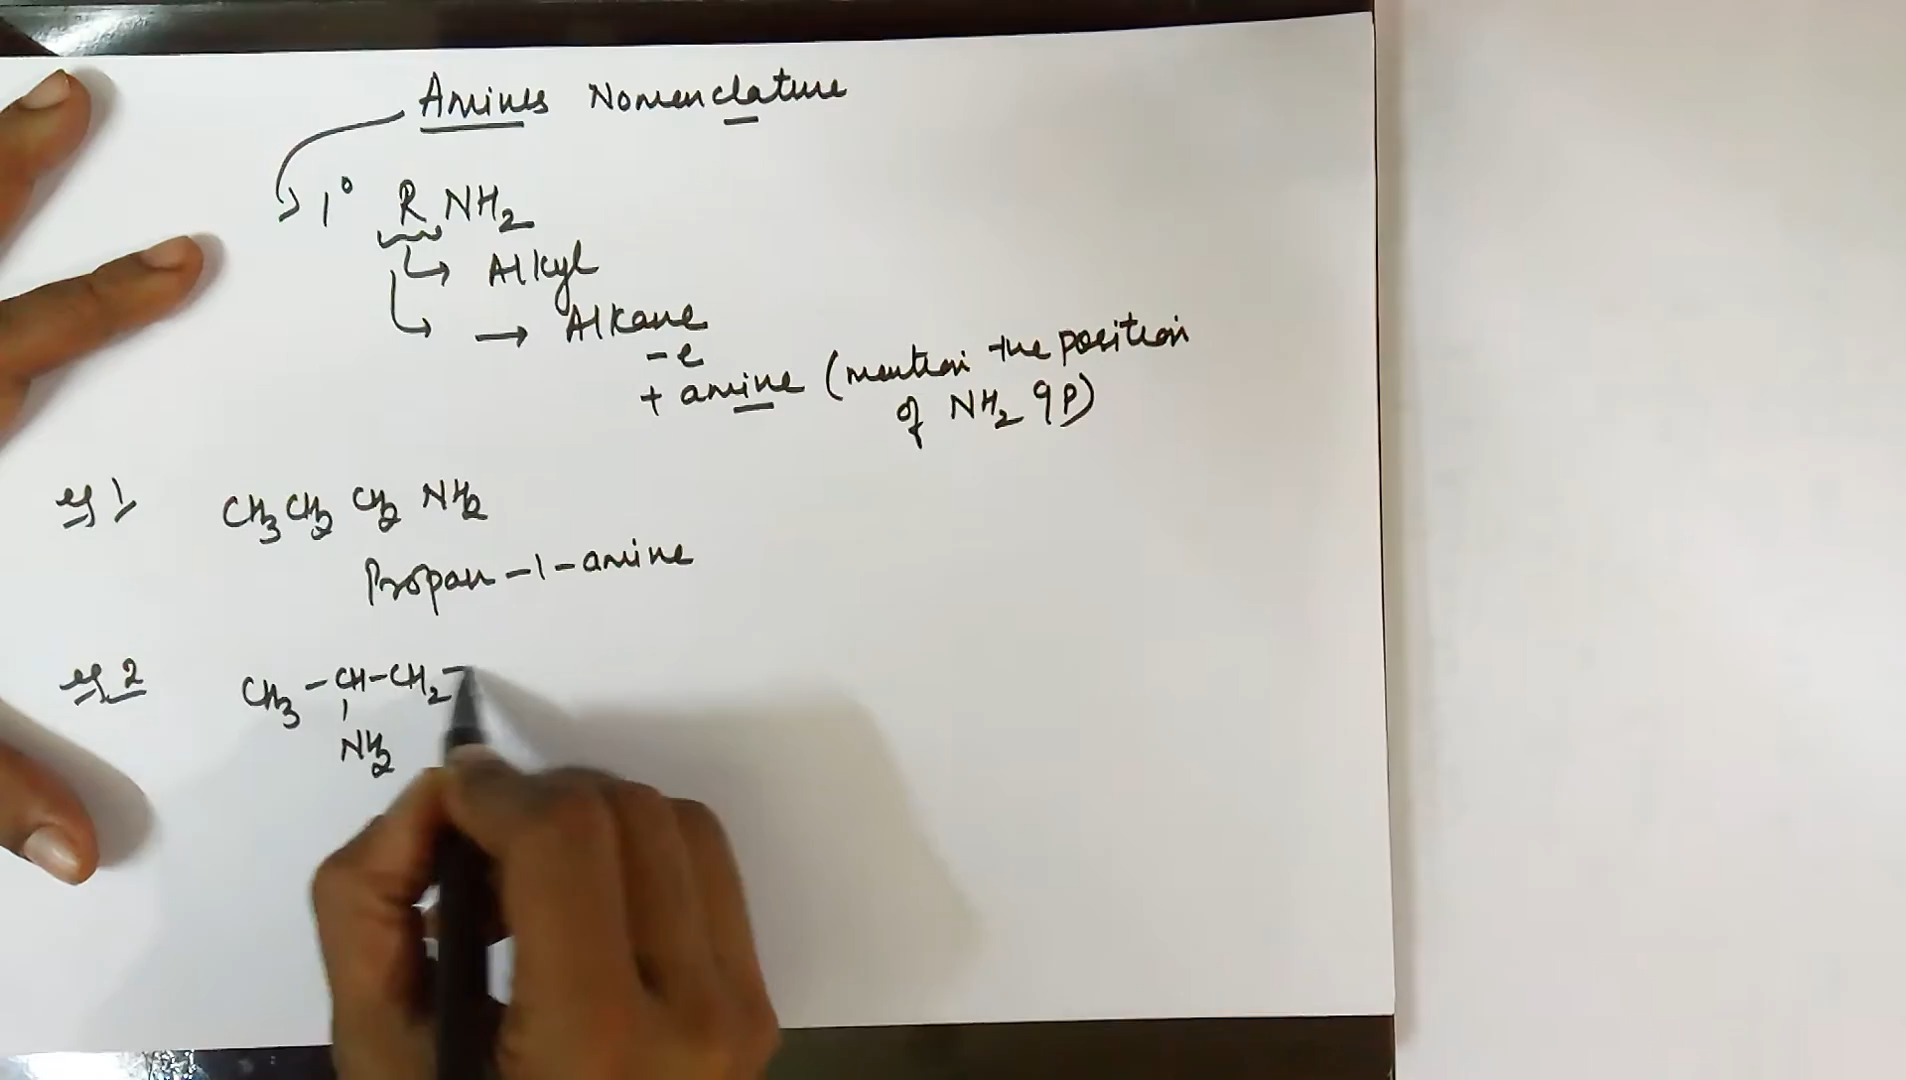 Amines Nomenclature
1° R NH2
Alkyl
→ Alkane
-e
+ amine (mention the position
of NH2 gp)
eg 1 CH3 CH2 CH2 NH2
Propan-1-amine
eg 2 CH3-CH-CH2-
NH2